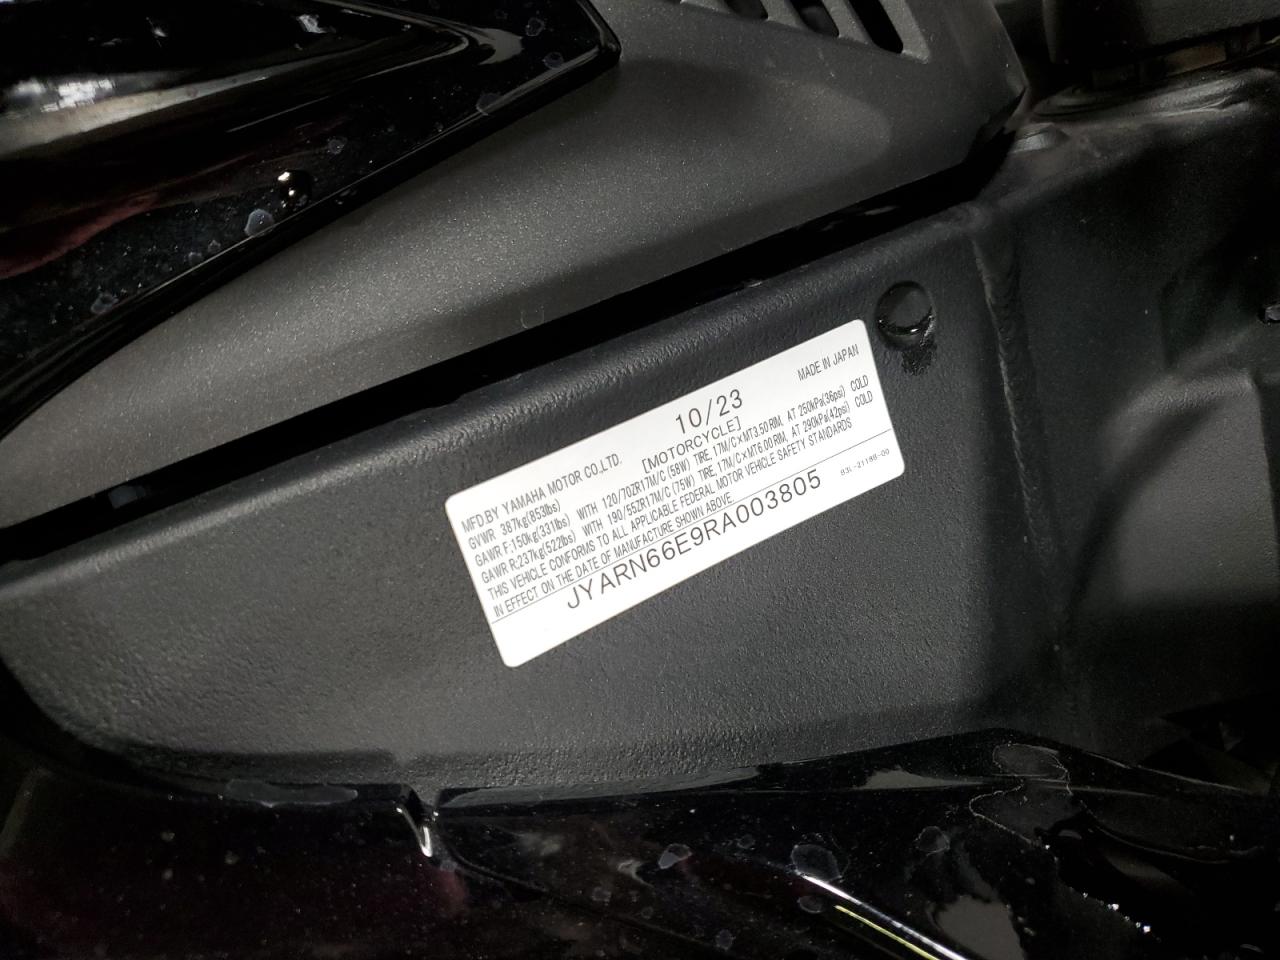 10/23
MADE IN JAPAN
MFD.BY YAMAHA MOTOR CO.,LTD. [MOTORCYCLE]
GVWR 387kg(853lbs)
GAWR F:150kg(331lbs) WITH 120/70ZR17M/C (58W) TIRE, 17M/C×MT3.50 RIM, AT 250kPa(36psi) COLD
GAWR R:237kg(522lbs) WITH 190/55ZR17M/C (75W) TIRE, 17M/C×MT6.00 RIM, AT 290kPa(42psi) COLD
THIS VEHICLE CONFORMS TO ALL APPLICABLE FEDERAL MOTOR VEHICLE SAFETY STANDARDS
IN EFFECT ON THE DATE OF MANUFACTURE SHOWN ABOVE.
JYARN66E9RA003805